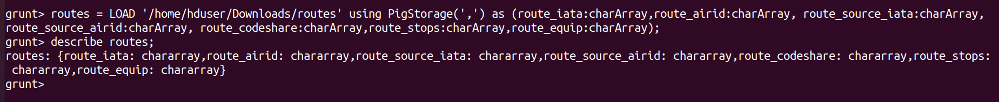 grunt> routes = LOAD '/home/hduser/Downloads/routes' using PigStorage(',') as (route_iata:charArray,route_airid:charArray, route_source_iata:charArray,
route_source_airid:charArray, route_codeshare:charArray,route_stops:charArray,route_equip:charArray);
grunt> describe routes;
routes: {route_iata: chararray,route_airid: chararray,route_source_iata: chararray,route_source_airid: chararray,route_codeshare: chararray,route_stops:
 chararray,route_equip: chararray}
grunt>